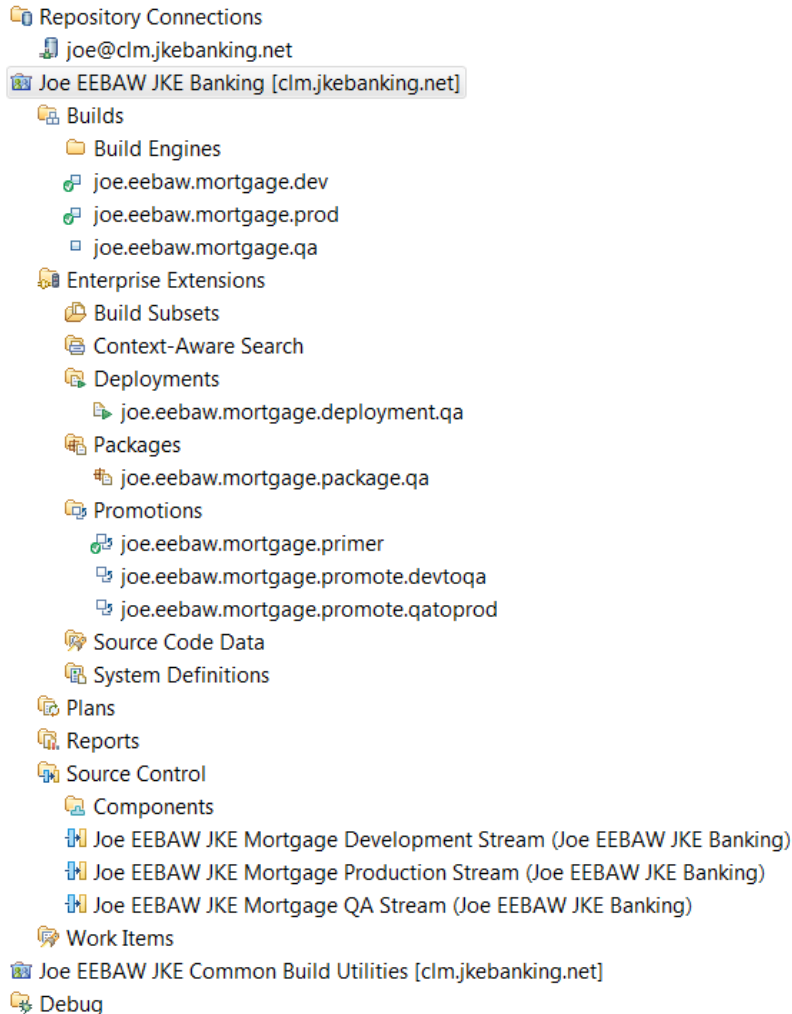 Repository Connections
joe@clm.jkebanking.net
Joe EEBAW JKE Banking [clm.jkebanking.net]
Builds
Build Engines
joe.eebaw.mortgage.dev
joe.eebaw.mortgage.prod
joe.eebaw.mortgage.qa
Enterprise Extensions
Build Subsets
Context-Aware Search
Deployments
joe.eebaw.mortgage.deployment.qa
Packages
joe.eebaw.mortgage.package.qa
Promotions
joe.eebaw.mortgage.primer
joe.eebaw.mortgage.promote.devtoqa
joe.eebaw.mortgage.promote.qatoprod
Source Code Data
System Definitions
Plans
Reports
Source Control
Components
Joe EEBAW JKE Mortgage Development Stream (Joe EEBAW JKE Banking)
Joe EEBAW JKE Mortgage Production Stream (Joe EEBAW JKE Banking)
Joe EEBAW JKE Mortgage QA Stream (Joe EEBAW JKE Banking)
Work Items
Joe EEBAW JKE Common Build Utilities [clm.jkebanking.net]
Debug